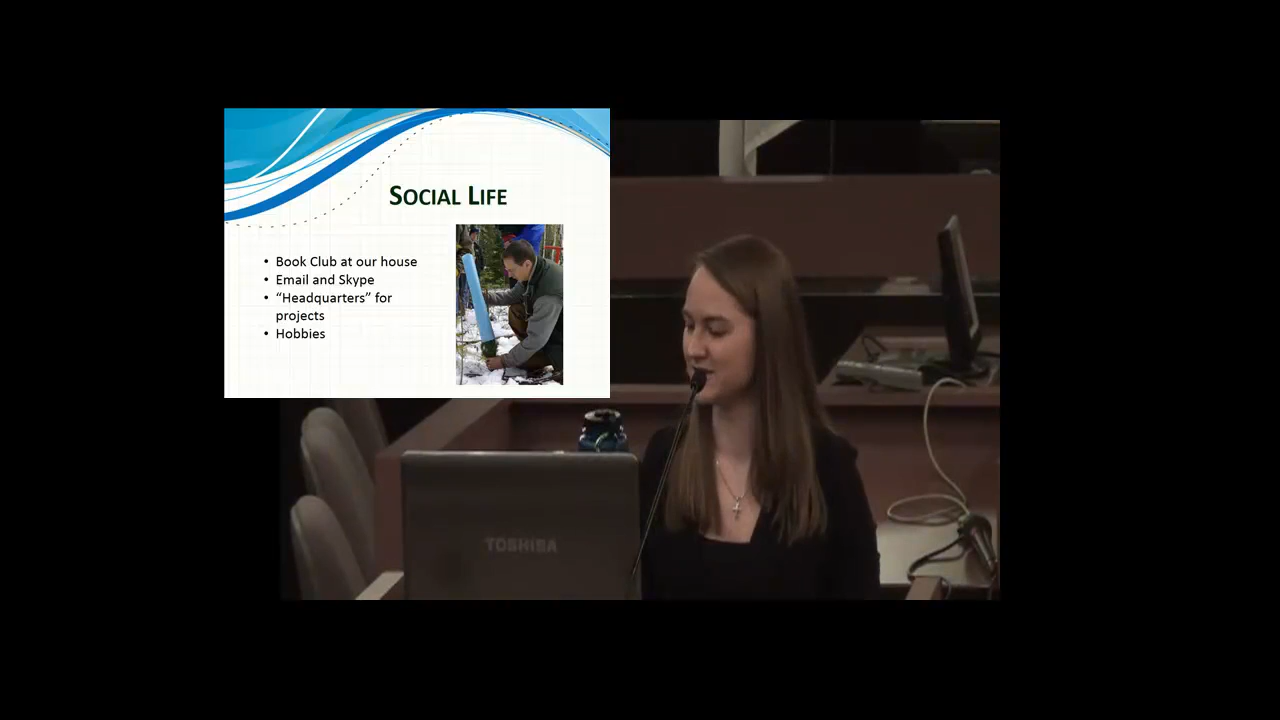 SOCIAL LIFE
• Book Club at our house
• Email and Skype
• “Headquarters” for
projects
• Hobbies
TOSHIBA